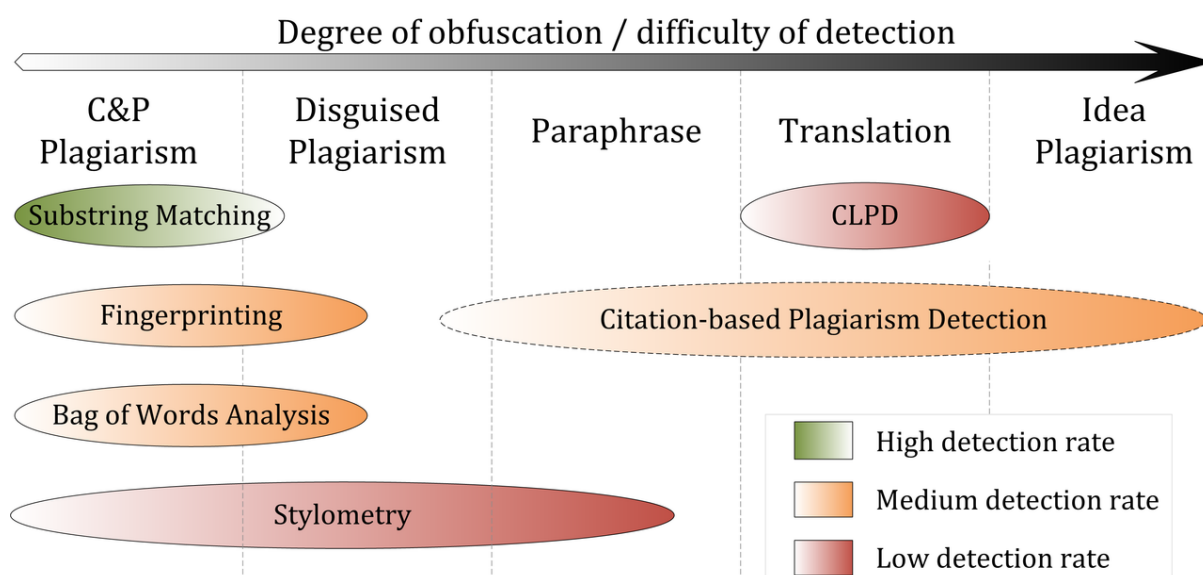 Degree of obfuscation / difficulty of detection
C&P
Plagiarism
Disguised
Plagiarism
Paraphrase
Translation
Idea
Plagiarism
Substring Matching
CLPD
Fingerprinting
Citation-based Plagiarism Detection
Bag of Words Analysis
Stylometry
High detection rate
Medium detection rate
Low detection rate